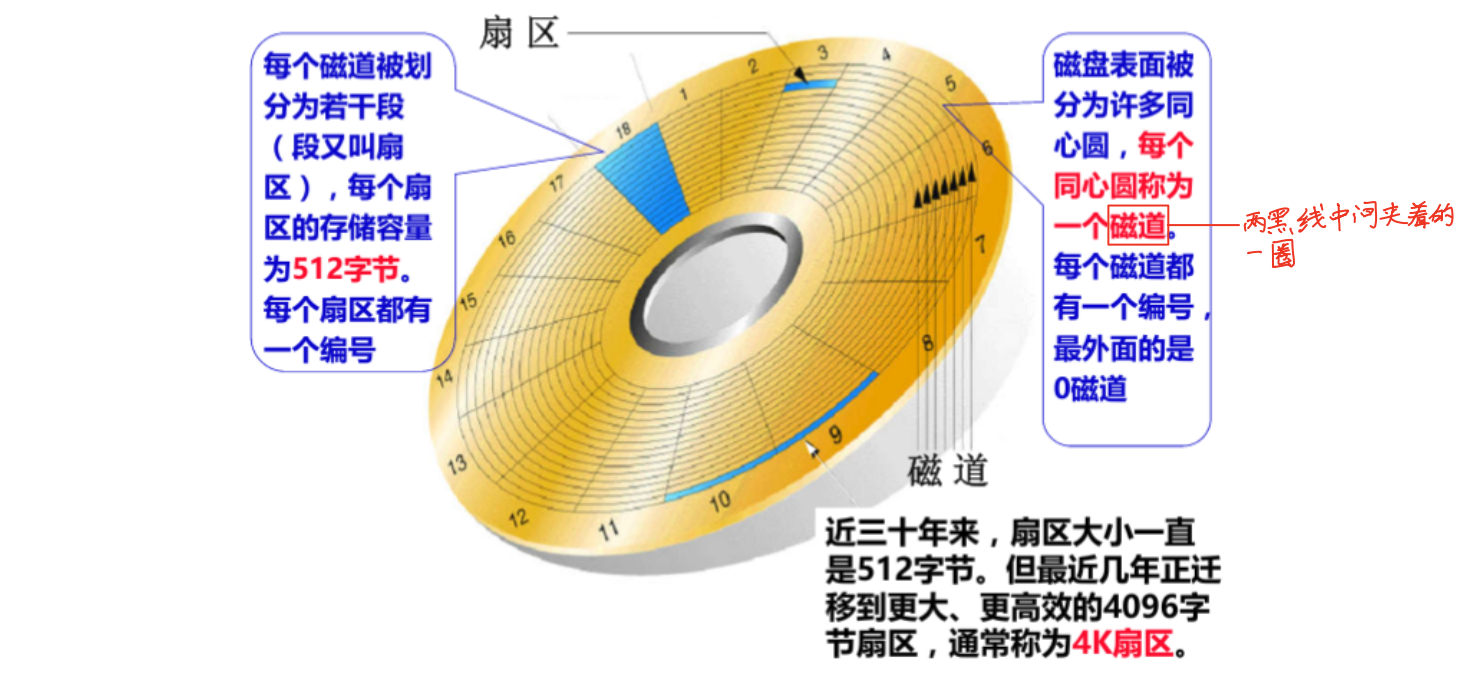 扇区
每个磁道被划
分为若干段
（段又叫扇
区），每个扇
区的存储容量
为512字节。
每个扇区都有
一个编号
磁盘表面被
分为许多同
心圆，每个
同心圆称为
一个磁道。
每个磁道都
有一个编号，
最外面的是
0磁道
两黑线中间夹着的
一圈
1
2
3
4
5
6
7
8
9
10
11
12
13
14
15
16
17
18
磁道
近三十年来，扇区大小一直
是512字节。但最近几年正迁
移到更大、更高效的4096字
节扇区，通常称为4K扇区。